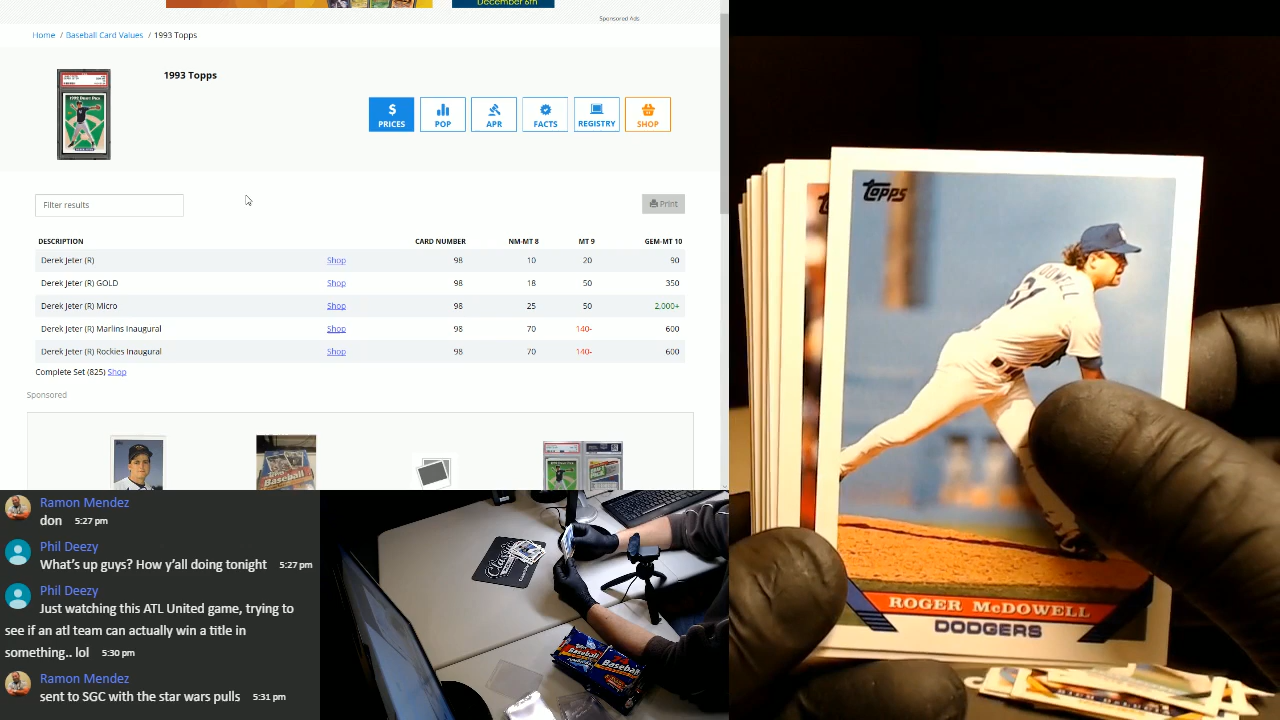 December 6th
Sponsored Ads
Home / Baseball Card Values / 1993 Topps
1993 Topps
PRICES
POP
APR
FACTS
REGISTRY
SHOP
Filter results
Print
DESCRIPTION CARD NUMBER NM-MT 8 MT 9 GEM-MT 10
Derek Jeter (R) Shop 98 10 20 90
Derek Jeter (R) GOLD Shop 98 18 50 350
Derek Jeter (R) Micro Shop 98 25 50 2,000+
Derek Jeter (R) Marlins Inaugural Shop 98 70 140- 600
Derek Jeter (R) Rockies Inaugural Shop 98 70 140- 600
Complete Set (825) Shop
Sponsored
Ramon Mendez
don 5:27 pm
Phil Deezy
What's up guys? How y'all doing tonight 5:27 pm
Phil Deezy
Just watching this ATL United game, trying to
see if an atl team can actually win a title in
something.. lol 5:30 pm
Ramon Mendez
sent to SGC with the star wars pulls 5:31 pm
Classic
Baseball
Baseball
Topps
ROGER McDOWELL
DODGERS